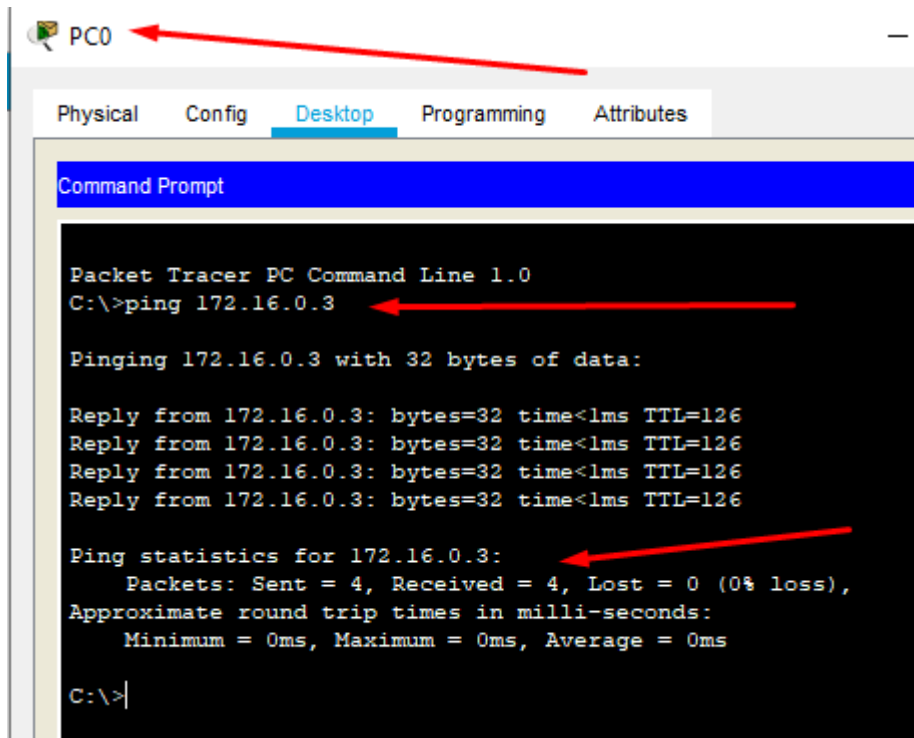 PC0
Physical Config Desktop Programming Attributes
Command Prompt
Packet Tracer PC Command Line 1.0
C:\>ping 172.16.0.3
Pinging 172.16.0.3 with 32 bytes of data:
Reply from 172.16.0.3: bytes=32 time<1ms TTL=126
Reply from 172.16.0.3: bytes=32 time<1ms TTL=126
Reply from 172.16.0.3: bytes=32 time<1ms TTL=126
Reply from 172.16.0.3: bytes=32 time<1ms TTL=126
Ping statistics for 172.16.0.3:
Packets: Sent = 4, Received = 4, Lost = 0 (0% loss),
Approximate round trip times in milli-seconds:
Minimum = 0ms, Maximum = 0ms, Average = 0ms
C:\>